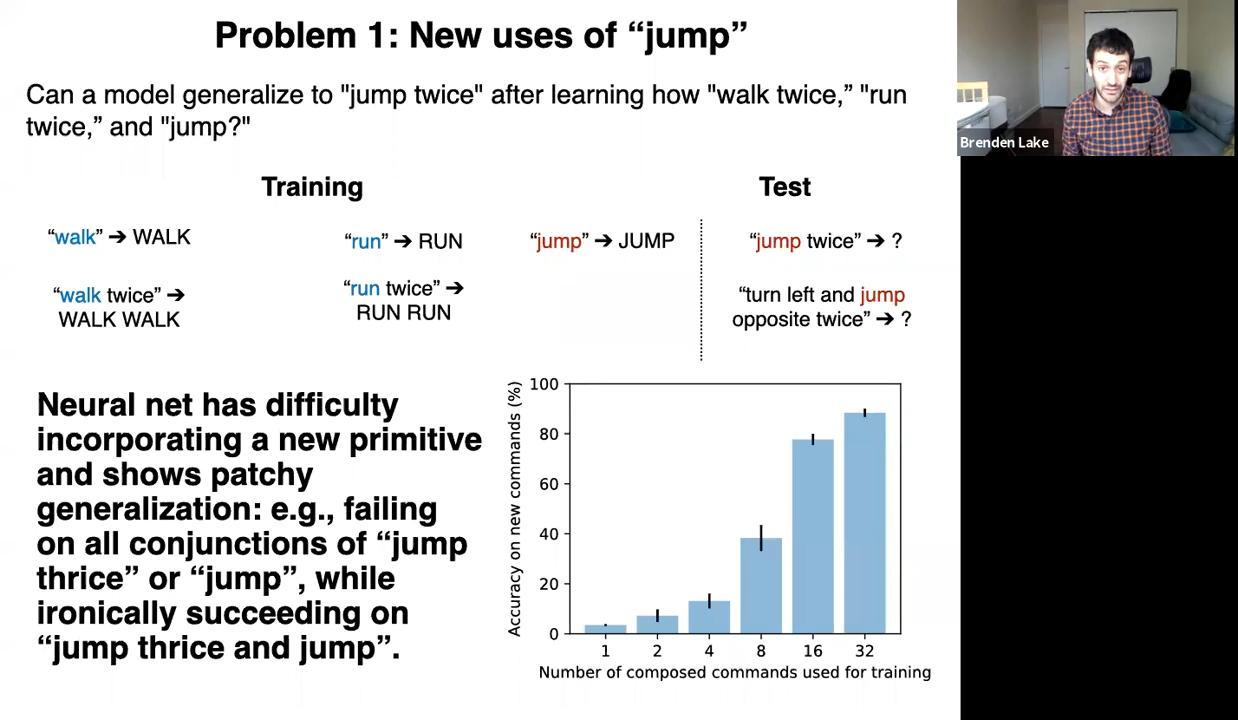 Problem 1: New uses of “jump”
Can a model generalize to "jump twice" after learning how "walk twice,” "run
twice,” and "jump?"
Brenden Lake
Training
Test
“walk” ➔ WALK
“run” ➔ RUN
“jump” ➔ JUMP
“jump twice” ➔ ?
“walk twice” ➔
WALK WALK
“run twice” ➔
RUN RUN
“turn left and jump
opposite twice” ➔ ?
Neural net has difficulty
incorporating a new primitive
and shows patchy
generalization: e.g., failing
on all conjunctions of “jump
thrice” or “jump”, while
ironically succeeding on
“jump thrice and jump”.
Accuracy on new commands (%)
100
80
60
40
20
0
1 2 4 8 16 32
Number of composed commands used for training